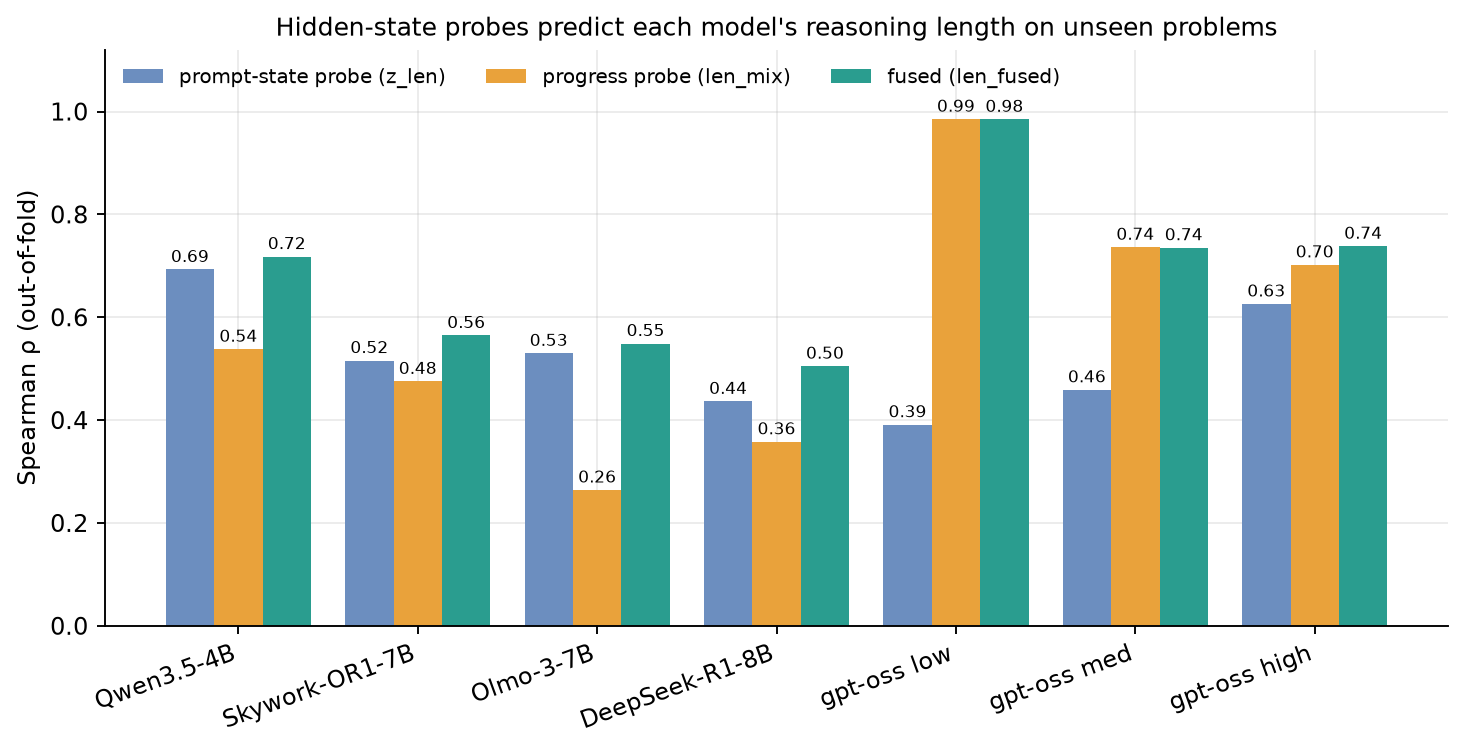 Hidden-state probes predict each model's reasoning length on unseen problems
prompt-state probe (z_len) progress probe (len_mix) fused (len_fused)
Spearman ρ (out-of-fold)
1.0
0.8
0.6
0.4
0.2
0.0
0.69 0.54 0.72
0.52 0.48 0.56
0.53 0.26 0.55
0.44 0.36 0.50
0.39 0.99 0.98
0.46 0.74 0.74
0.63 0.70 0.74
Qwen3.5-4B
Skywork-OR1-7B
Olmo-3-7B
DeepSeek-R1-8B
gpt-oss low
gpt-oss med
gpt-oss high